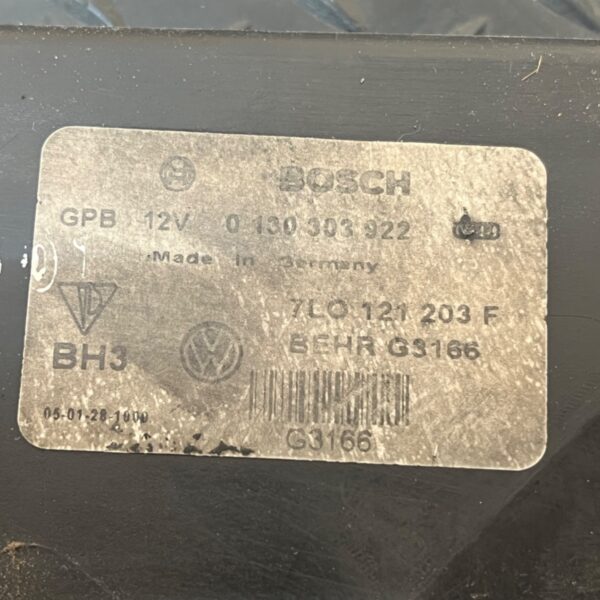 BOSCH
GPB 12V 0 130 303 922
Made in Germany
7L0 121 203 F
BH3 BEHR G3166
05-01-28-1000
G3166